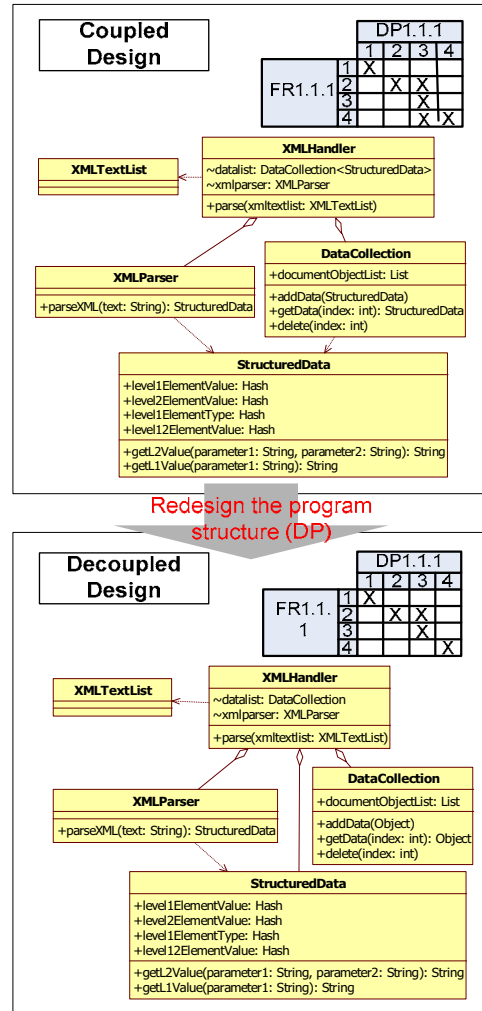 Coupled
Design
DP1.1.1
1 2 3 4
FR1.1.1
1 X
2 X X
3 X
4 X X
XMLHandler
~datalist: DataCollection<StructuredData>
~xmlparser: XMLParser
+parse(xmltextlist: XMLTextList)
XMLTextList
DataCollection
+documentObjectList: List
+addData(StructuredData)
+getData(index: int): StructuredData
+delete(index: int)
XMLParser
+parseXML(text: String): StructuredData
StructuredData
+level1ElementValue: Hash
+level2ElementValue: Hash
+level1ElementType: Hash
+level12ElementValue: Hash
+getL2Value(parameter1: String, parameter2: String): String
+getL1Value(parameter1: String): String
Redesign the program
structure (DP)
Decoupled
Design
DP1.1.1
1 2 3 4
FR1.1.
1
1 X
2 X X
3 X
4 X
XMLHandler
~datalist: DataCollection
~xmlparser: XMLParser
+parse(xmltextlist: XMLTextList)
XMLTextList
DataCollection
+documentObjectList: List
+addData(Object)
+getData(index: int): Object
+delete(index: int)
XMLParser
+parseXML(text: String): StructuredData
StructuredData
+level1ElementValue: Hash
+level2ElementValue: Hash
+level1ElementType: Hash
+level12ElementValue: Hash
+getL2Value(parameter1: String, parameter2: String): String
+getL1Value(parameter1: String): String